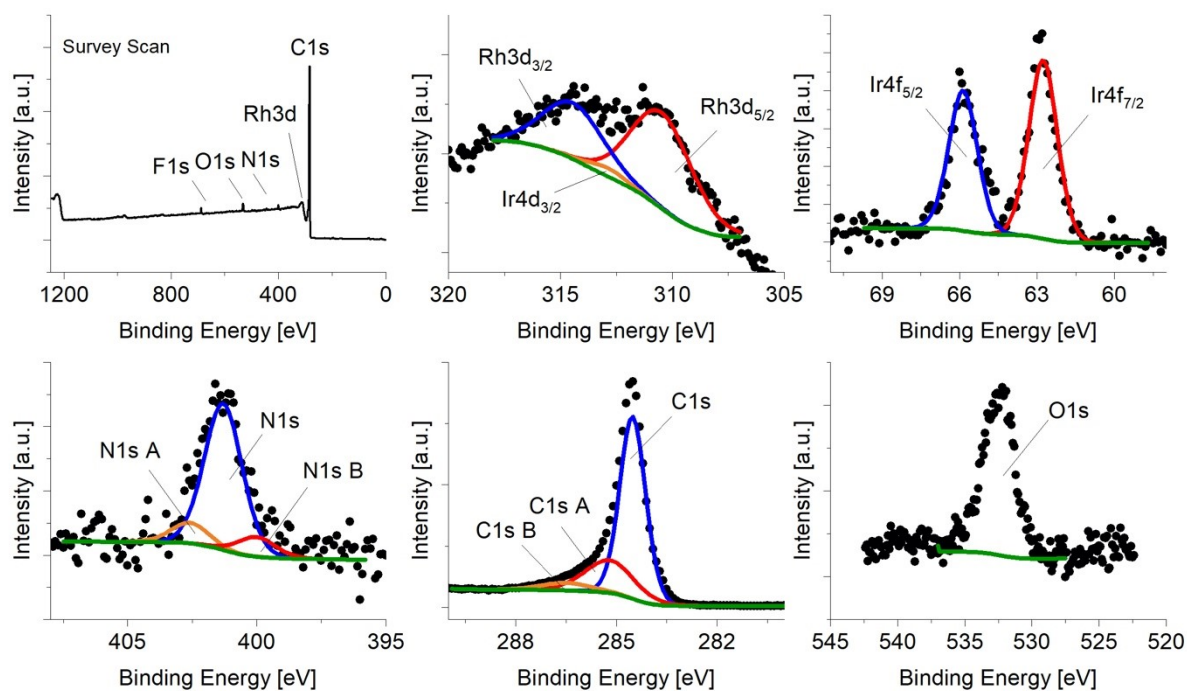 Survey Scan
C1s
Rh3d
F1s O1s N1s
Intensity [a.u.]
1200 800 400 0
Binding Energy [eV]
Rh3d3/2
Rh3d5/2
Ir4d3/2
Intensity [a.u.]
320 315 310 305
Binding Energy [eV]
Ir4f5/2
Ir4f7/2
Intensity [a.u.]
69 66 63 60
Binding Energy [eV]
N1s A
N1s
N1s B
Intensity [a.u.]
405 400 395
Binding Energy [eV]
C1s
C1s A
C1s B
Intensity [a.u.]
288 285 282
Binding Energy [eV]
O1s
Intensity [a.u.]
545 540 535 530 525 520
Binding Energy [eV]